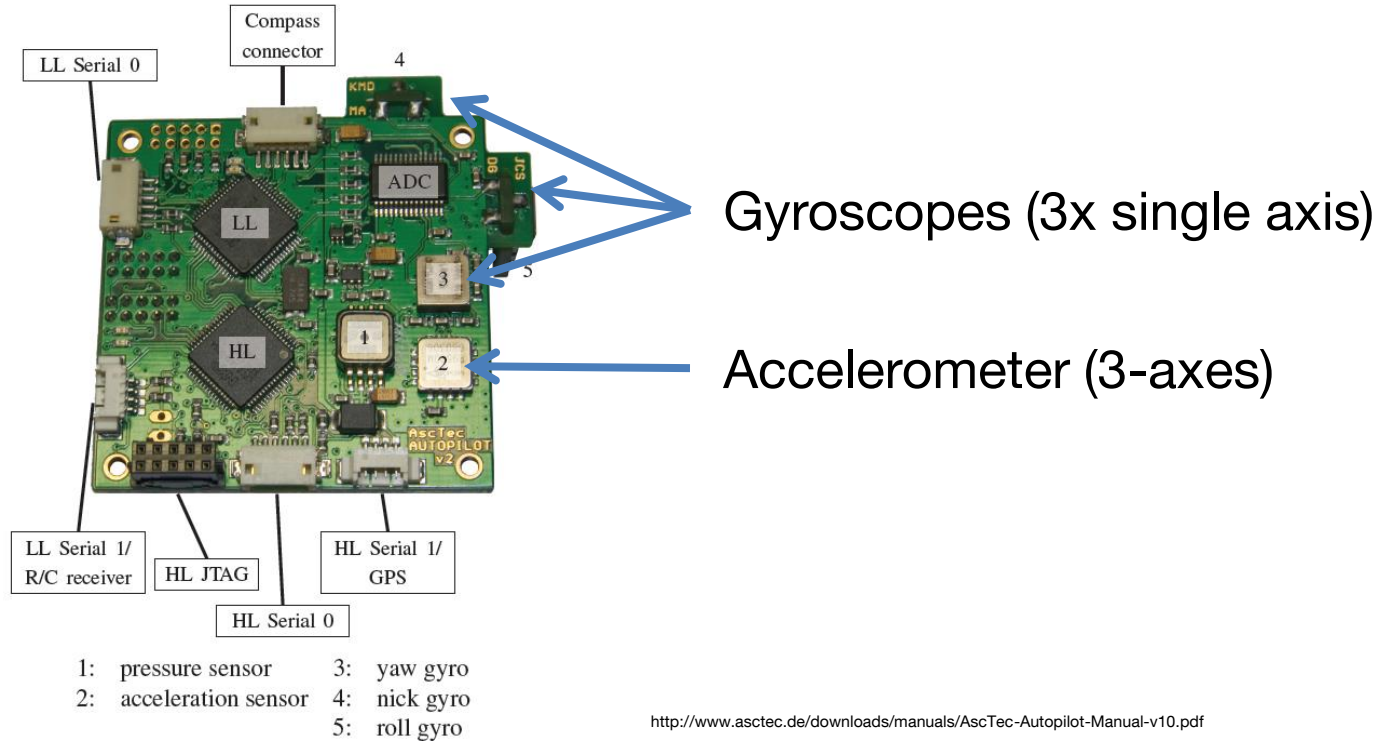 Compass
connector
LL Serial 0
4
KMD
MA
ADC
JCS
DG
LL
Gyroscopes (3x single axis)
3
5
1
HL
2
Accelerometer (3-axes)
AscTec
AUTOPILOT
v2
LL Serial 1/
R/C receiver
HL JTAG
HL Serial 1/
GPS
HL Serial 0
1: pressure sensor
2: acceleration sensor
3: yaw gyro
4: nick gyro
5: roll gyro
http://www.asctec.de/downloads/manuals/AscTec-Autopilot-Manual-v10.pdf